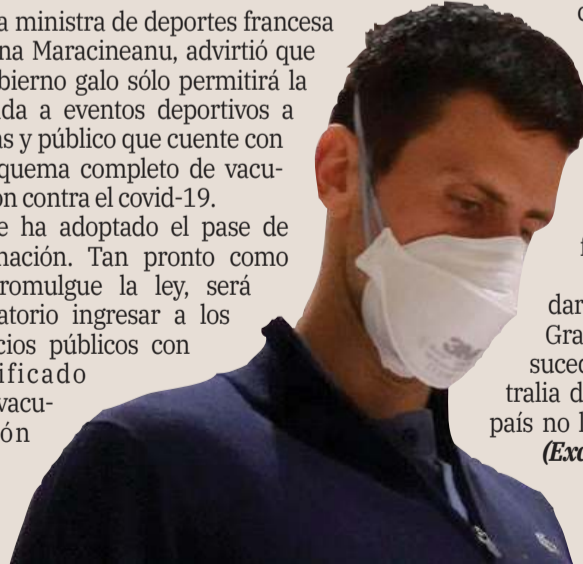 a ministra de deportes francesa
na Maracineanu, advirtió que
bierno galo sólo permitirá la
da a eventos deportivos a
as y público que cuente con
quema completo de vacu-
ón contra el covid-19.
e ha adoptado el pase de
nación. Tan pronto como
romulgue la ley, será
atorio ingresar a los
cios públicos con
ificado
vacu-
ón
3M
c
f
dar
Gra
suced
tralia d
país no l
(Exc